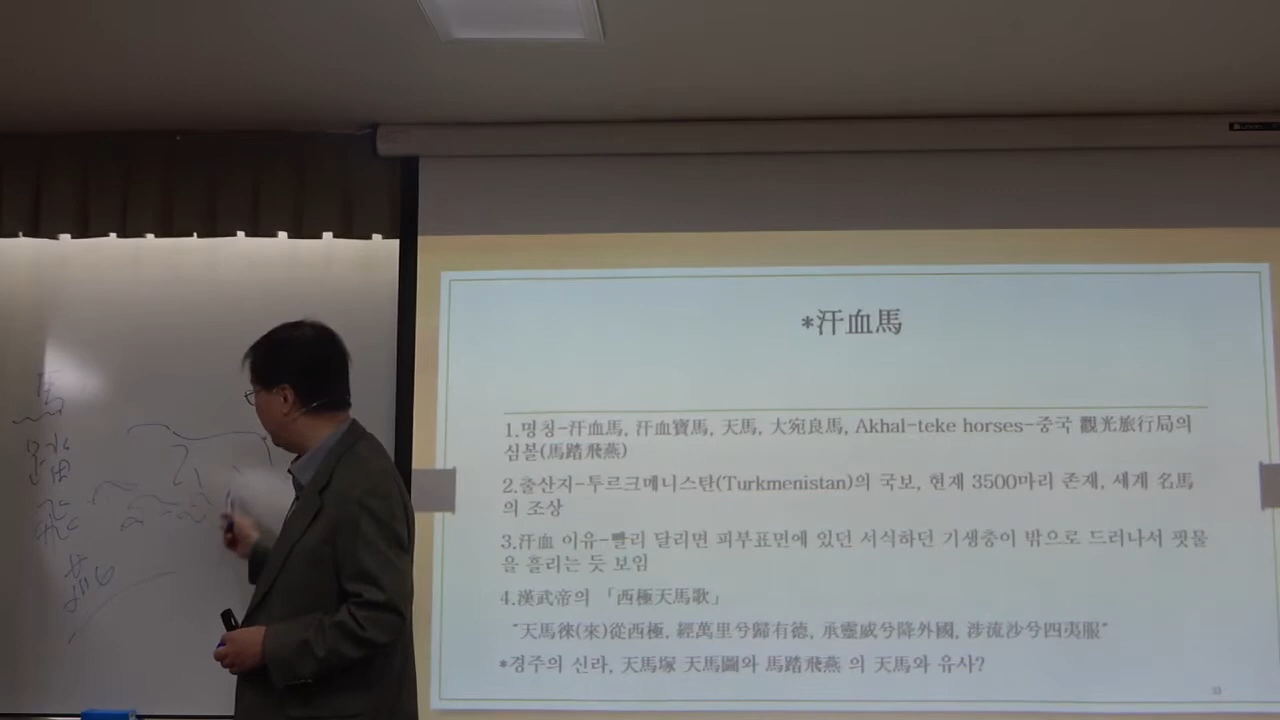 馬
踏
飛
燕
*汗血馬
1.명칭-汗血馬, 汗血寶馬, 天馬, 大宛良馬, Akhal-teke horses-중국 觀光旅行局의
심볼(馬踏飛燕)
2.출산지-투르크메니스탄(Turkmenistan)의 국보, 현재 3500마리 존재, 세계 名馬
의 조상
3.汗血 이유-빨리 달리면 피부표면에 있던 서식하던 기생충이 밖으로 드러나서 핏물
을 흘리는 듯 보임
4.漢武帝의 「西極天馬歌」
"天馬徠(來)從西極, 經萬里兮歸有德, 承靈威兮降外國, 涉流沙兮四夷服"
*경주의 신라, 天馬塚 天馬圖와 馬踏飛燕 의 天馬와 유사?
33